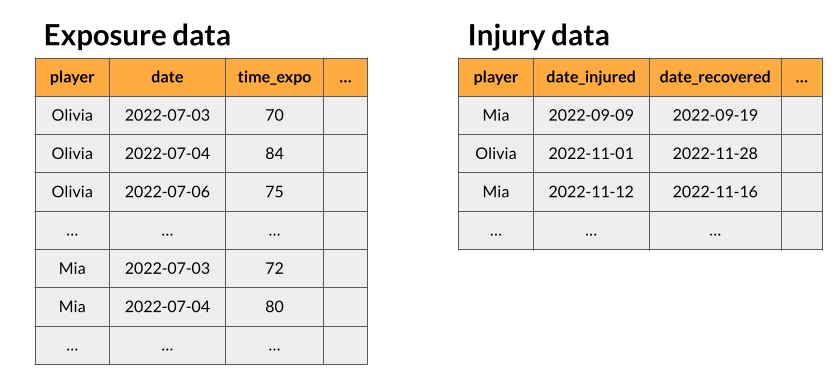 Exposure data
player date time_expo ...
Olivia 2022-07-03 70
Olivia 2022-07-04 84
Olivia 2022-07-06 75
... ... ...
Mia 2022-07-03 72
Mia 2022-07-04 80
... ... ...
Injury data
player date_injured date_recovered ...
Mia 2022-09-09 2022-09-19
Olivia 2022-11-01 2022-11-28
Mia 2022-11-12 2022-11-16
... ... ...